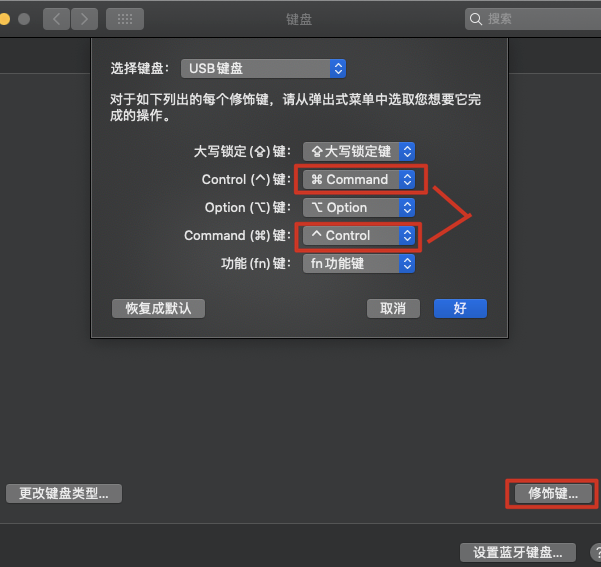 键盘
搜索
选择键盘: USB键盘
对于如下列出的每个修饰键，请从弹出式菜单中选取您想要它完
成的操作。
大写锁定 (⇪) 键: ⇪ 大写锁定键
Control (^) 键: ⌘ Command
Option (⌥) 键: ⌥ Option
Command (⌘) 键: ^ Control
功能 (fn) 键: fn 功能键
恢复成默认 取消 好
更改键盘类型... 修饰键...
设置蓝牙键盘... ?